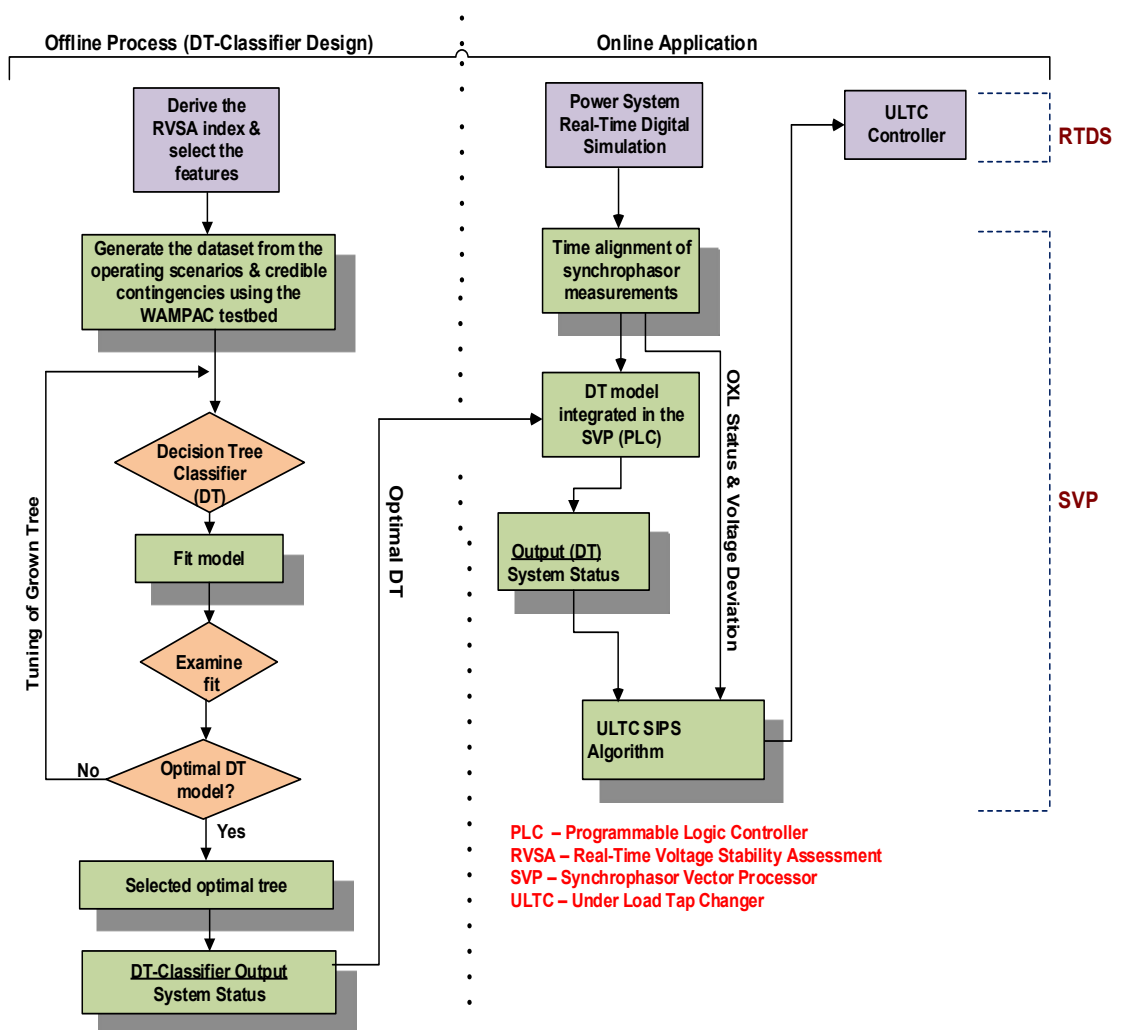 Offline Process (DT-Classifier Design)
Online Application
Derive the
RVSA index &
select the
features
Generate the dataset from the
operating scenarios & credible
contingencies using the
WAMPAC testbed
Decision Tree
Classifier
(DT)
Fit model
Examine
fit
Optimal DT
model?
No
Yes
Tuning of Grown Tree
Selected optimal tree
DT-Classifier Output
System Status
Optimal DT
Power System
Real-Time Digital
Simulation
Time alignment of
synchrophasor
measurements
DT model
integrated in the
SVP (PLC)
Output (DT)
System Status
OXL Status & Voltage Deviation
ULTC SIPS
Algorithm
ULTC
Controller
RTDS
SVP
PLC – Programmable Logic Controller
RVSA – Real-Time Voltage Stability Assessment
SVP – Synchrophasor Vector Processor
ULTC – Under Load Tap Changer